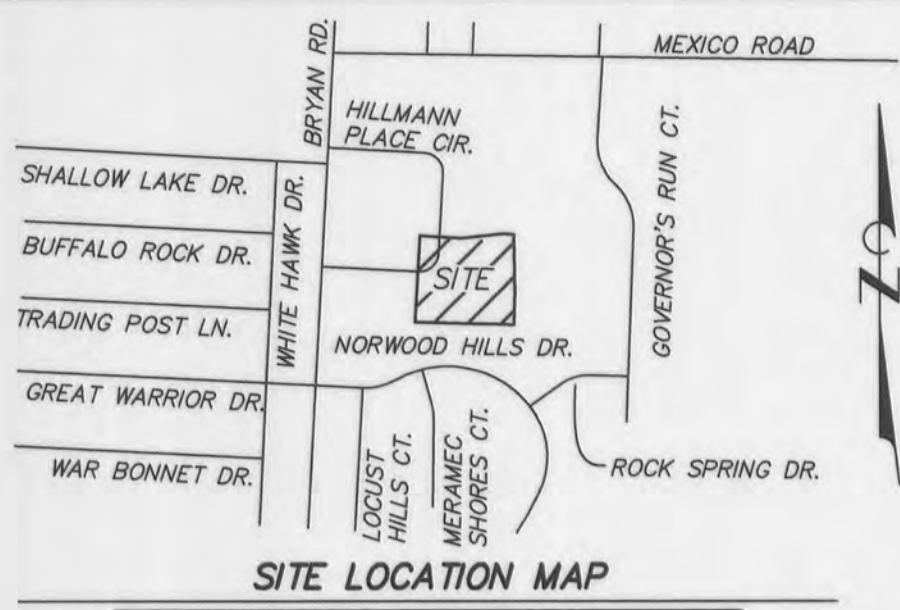 MEXICO ROAD
BRYAN RD.
HILLMANN
PLACE CIR.
GOVERNOR'S RUN CT.
SHALLOW LAKE DR.
WHITE HAWK DR.
BUFFALO ROCK DR.
SITE
TRADING POST LN.
NORWOOD HILLS DR.
GREAT WARRIOR DR.
LOCUST
HILLS CT.
MERAMEC
SHORES CT.
ROCK SPRING DR.
WAR BONNET DR.
N
SITE LOCATION MAP